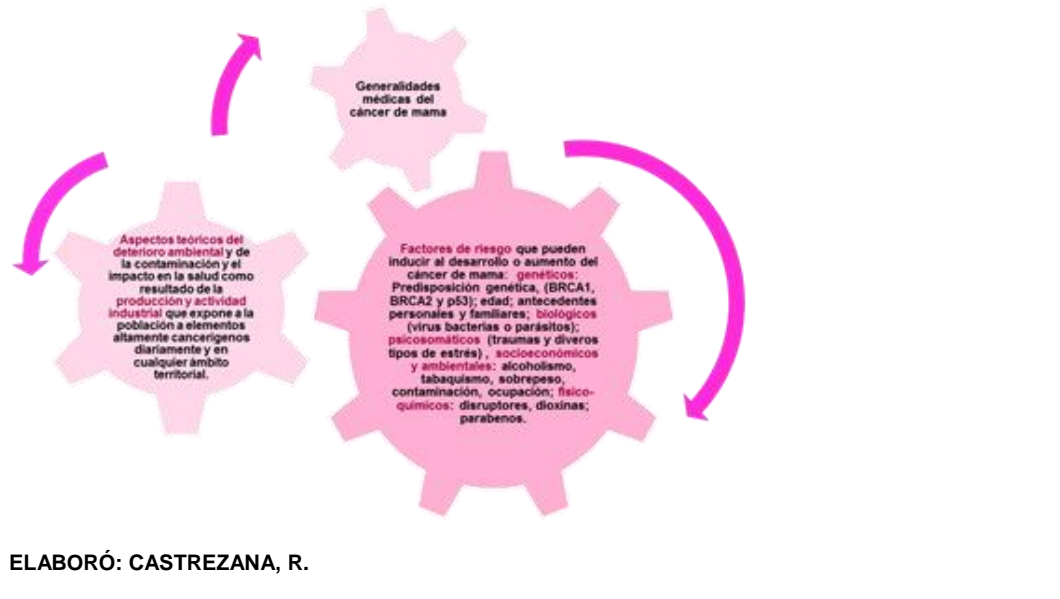 Generalidades
médicas del
cáncer de mama
Aspectos teóricos del
deterioro ambiental y de
la contaminación y el
impacto en la salud como
resultado de la
producción y actividad
industrial que expone a la
población a elementos
altamente cancerígenos
diariamente y en
cualquier ámbito
territorial.
Factores de riesgo que pueden
inducir al desarrollo o aumento del
cáncer de mama: genéticos:
Predisposición genética, (BRCA1,
BRCA2 y p53); edad; antecedentes
personales y familiares; biológicos
(virus bacterias o parásitos);
psicosomáticos (traumas y diveros
tipos de estrés) , socioeconómicos
y ambientales: alcoholismo,
tabaquismo, sobrepeso,
contaminación, ocupación; físico-
químicos: disruptores, dioxinas;
parabenos.
ELABORÓ: CASTREZANA, R.